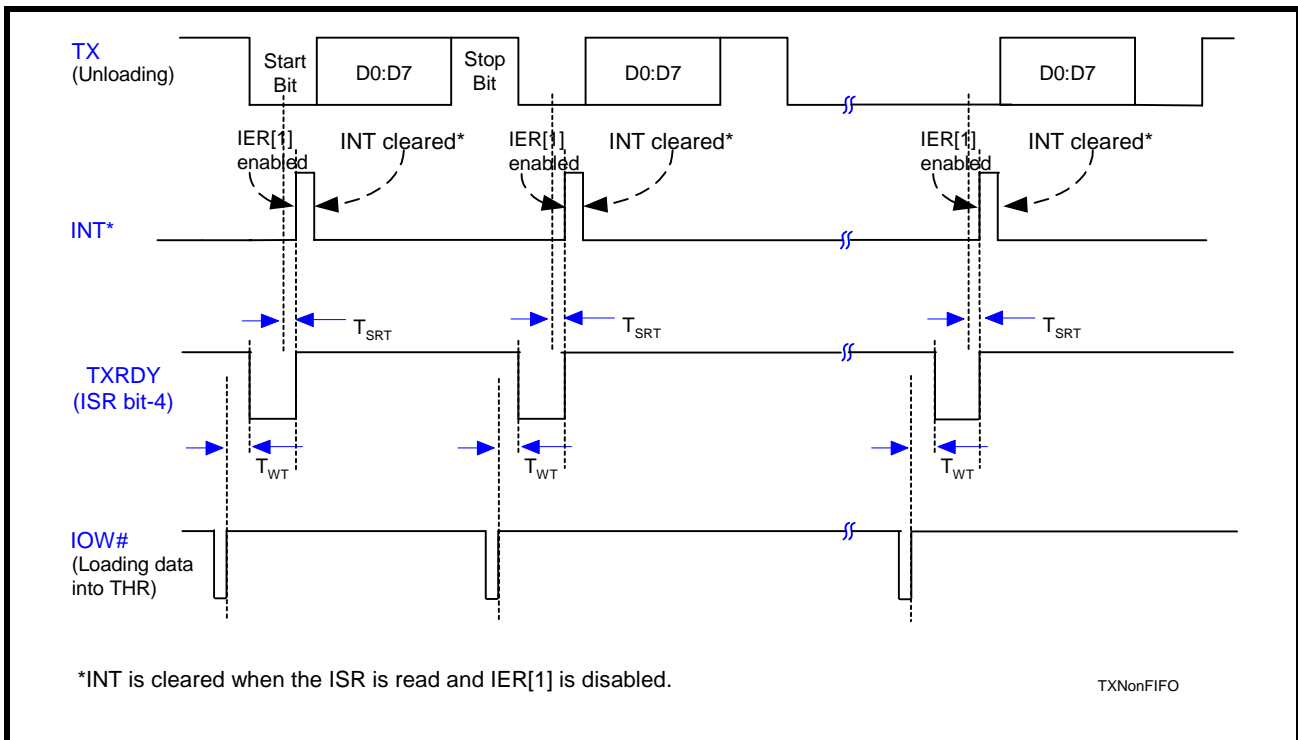 TX
(Unloading)
Start
Bit
D0:D7
Stop
Bit
D0:D7
D0:D7
IER[1]
enabled
INT cleared*
IER[1]
enabled
INT cleared*
IER[1]
enabled
INT cleared*
INT*
TSRT
TSRT
TSRT
TXRDY
(ISR bit-4)
TWT
TWT
TWT
IOW#
(Loading data
into THR)
*INT is cleared when the ISR is read and IER[1] is disabled.
TXNonFIFO